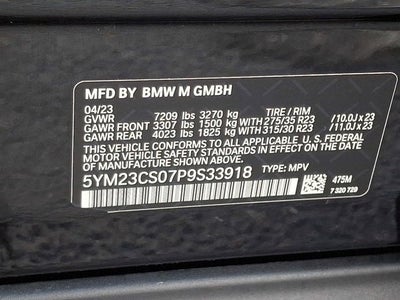 MFD BY BMW M GMBH
04/23
GVWR 7209 lbs 3270 kg TIRE / RIM
GAWR FRONT 3307 lbs 1500 kg WITH 275/35 R23 /10.0J x 23
GAWR REAR 4023 lbs 1825 kg WITH 315/30 R23 /11.0J x 23
THIS VEHICLE CONFORMS TO ALL APPLICABLE U.S. FEDERAL
MOTOR VEHICLE SAFETY STANDARDS IN EFFECT ON THE DATE
OF MANUFACTURE SHOWN ABOVE.
5YM23CS07P9S33918 TYPE: MPV
475M
7 320 729